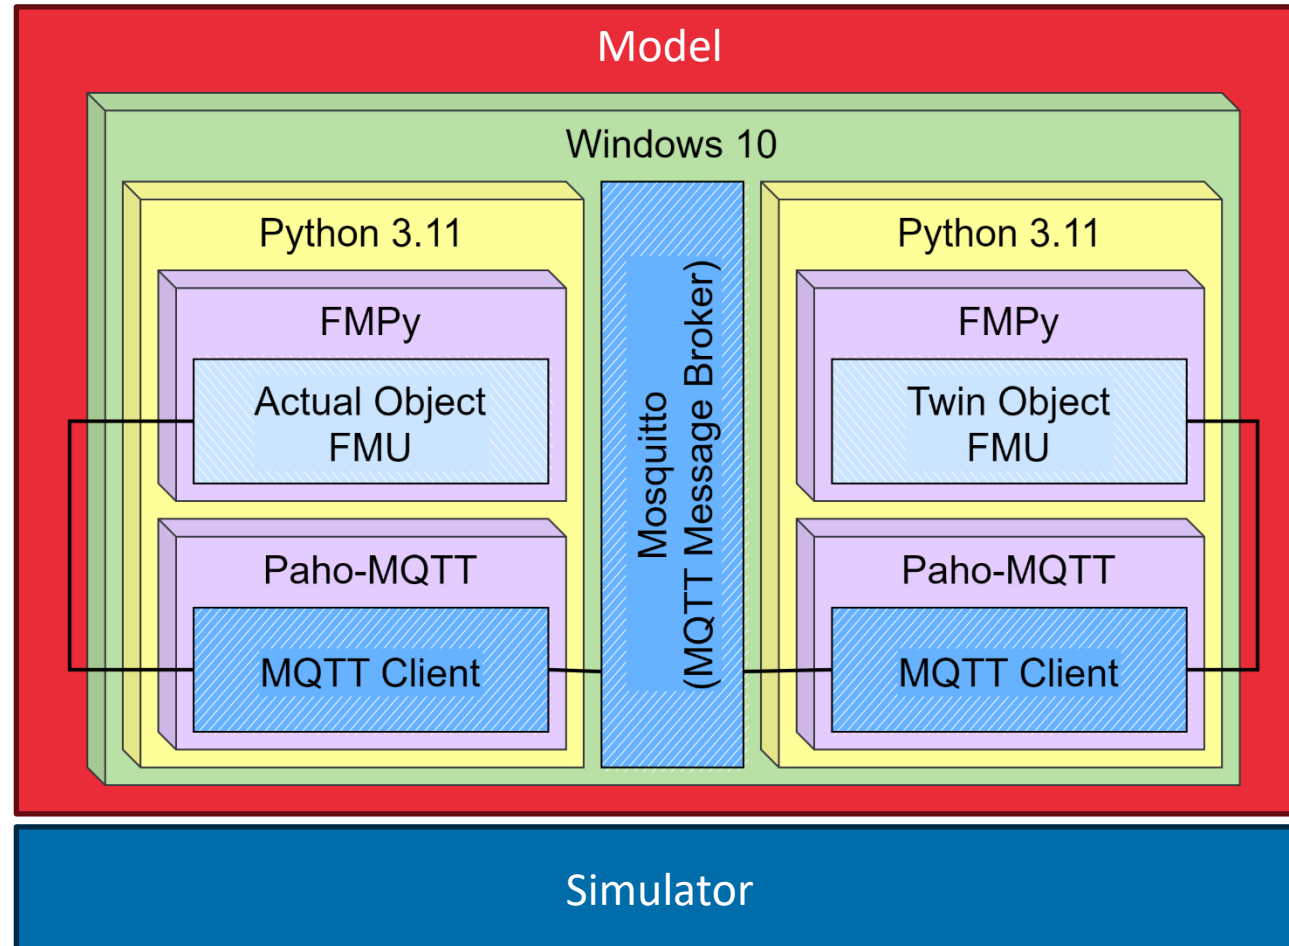 Model
Windows 10
Python 3.11
FMPy
Actual Object
FMU
Paho-MQTT
MQTT Client
Mosquitto
(MQTT Message Broker)
Python 3.11
FMPy
Twin Object
FMU
Paho-MQTT
MQTT Client
Simulator